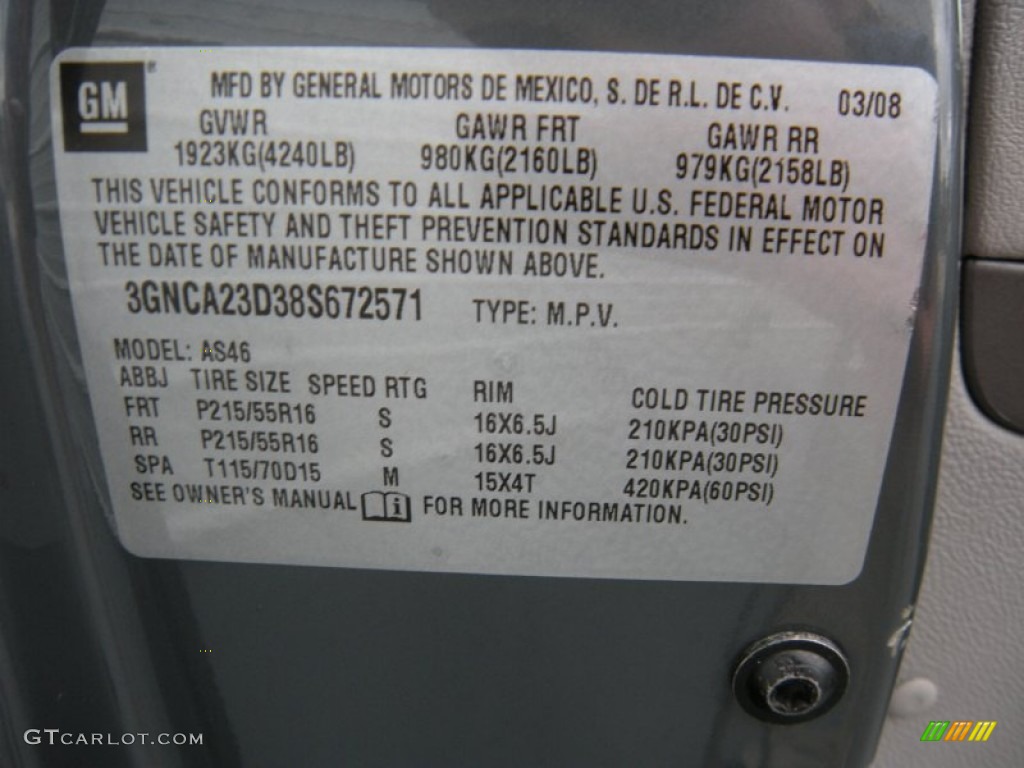 GM
MFD BY GENERAL MOTORS DE MEXICO, S. DE R.L. DE C.V. 03/08
GVWR GAWR FRT GAWR RR
1923KG(4240LB) 980KG(2160LB) 979KG(2158LB)
THIS VEHICLE CONFORMS TO ALL APPLICABLE U.S. FEDERAL MOTOR
VEHICLE SAFETY AND THEFT PREVENTION STANDARDS IN EFFECT ON
THE DATE OF MANUFACTURE SHOWN ABOVE.
3GNCA23D38S672571 TYPE: M.P.V.
MODEL: AS46
ABBJ TIRE SIZE SPEED RTG RIM COLD TIRE PRESSURE
FRT P215/55R16 S 16X6.5J 210KPA(30PSI)
RR P215/55R16 S 16X6.5J 210KPA(30PSI)
SPA T115/70D15 M 15X4T 420KPA(60PSI)
SEE OWNER'S MANUAL FOR MORE INFORMATION.
GTCARLOT.COM